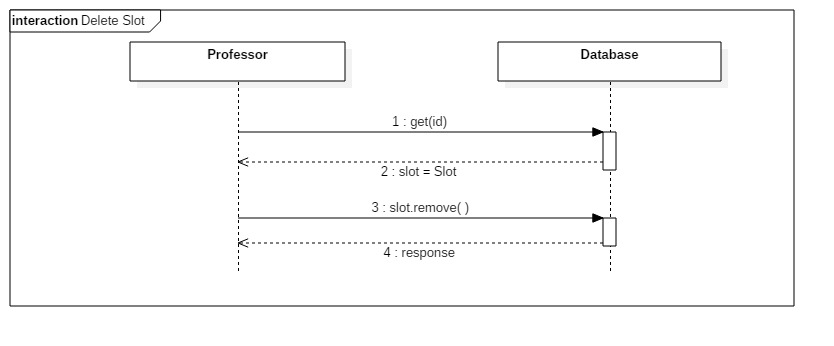 interaction Delete Slot
Professor
Database
1 : get(id)
2 : slot = Slot
3 : slot.remove( )
4 : response